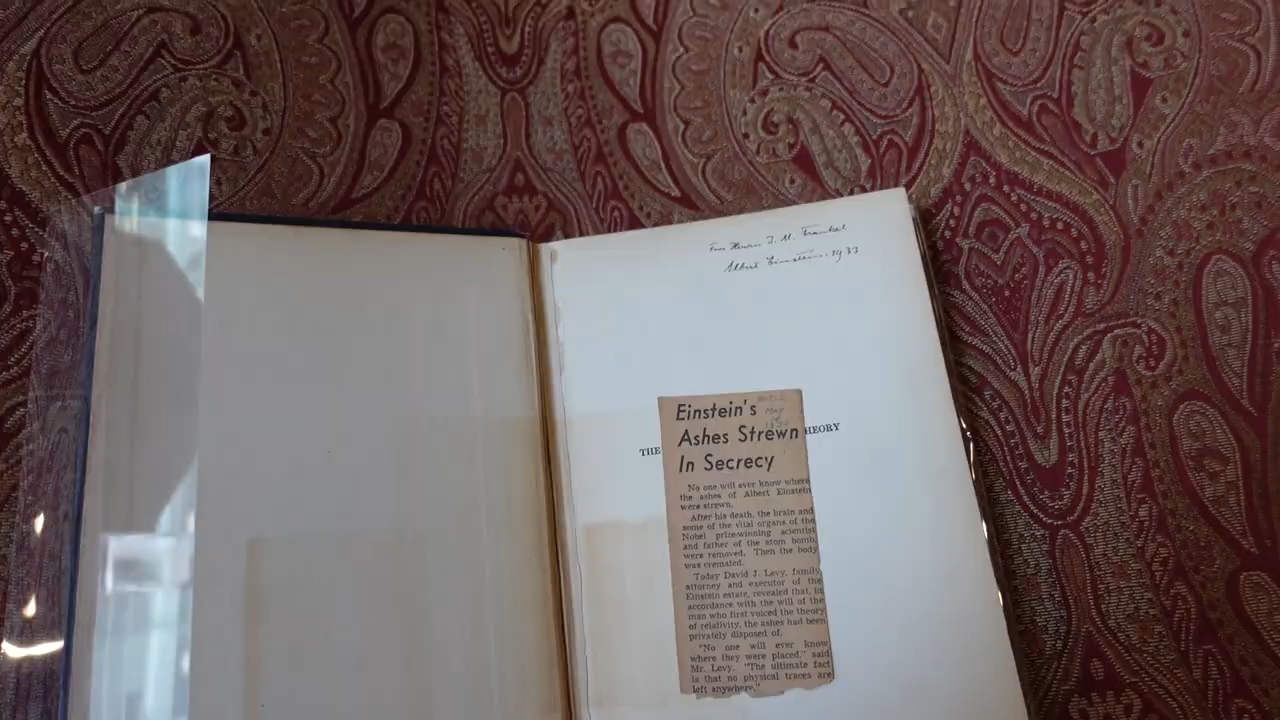 Albert Einstein. 1933
Einstein's
May
Ashes Strewn
In Secrecy
THE
HEORY
No one will ever know where
the ashes of Albert Einstein
were strewn.
After his death, the brain and
some of the vital organs of the
Nobel prize-winning scientist
and father of the atom bomb,
were removed. Then the body
was cremated.
Today David J. Levy, family
attorney and executor of the
Einstein estate, revealed that, in
accordance with the will of the
man who first voiced the theory
of relativity, the ashes had been
privately disposed of.
"No one will ever know
where they were placed," said
Mr. Levy. "The ultimate fact
is that no physical traces are
left anywhere."